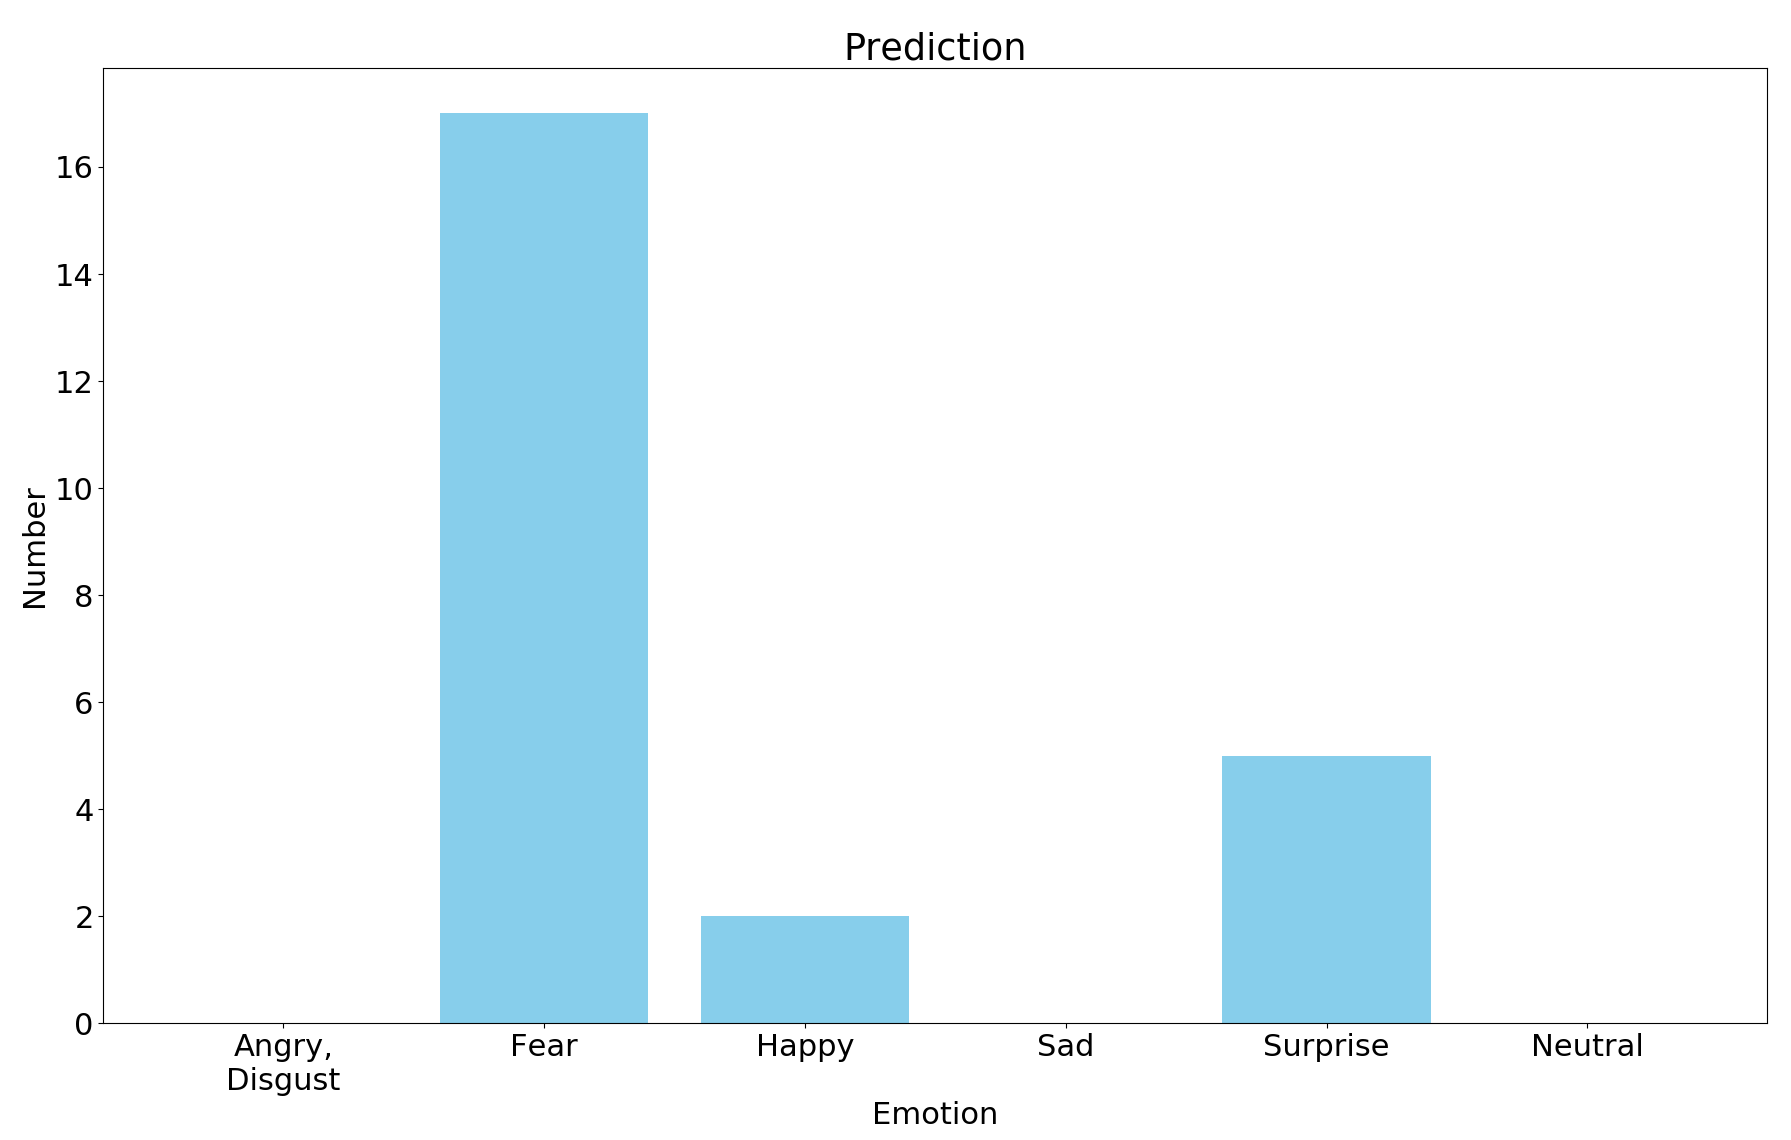 Prediction
Number
16
14
12
10
8
6
4
2
0
Angry,
Disgust
Fear
Happy
Sad
Surprise
Neutral
Emotion